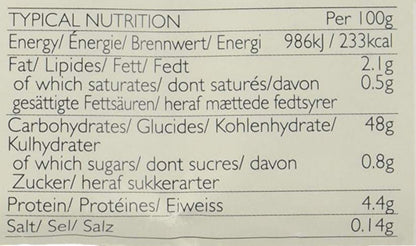 TYPICAL NUTRITION Per 100g
Energy/ Énergie/ Brennwert/ Energi 986kJ / 233kcal
Fat/ Lipides/ Fett/ Fedt 2.1g
of which saturates/ dont saturés/davon 0.5g
gesättigte Fettsäuren/ heraf mættede fedtsyrer
Carbohydrates/ Glucides/ Kohlenhydrate/ 48g
Kulhydrater
of which sugars/ dont sucres/ davon 0.8g
Zucker/ heraf sukkerarter
Protein/ Protéines/ Eiweiss 4.4g
Salt/ Sel/ Salz 0.14g